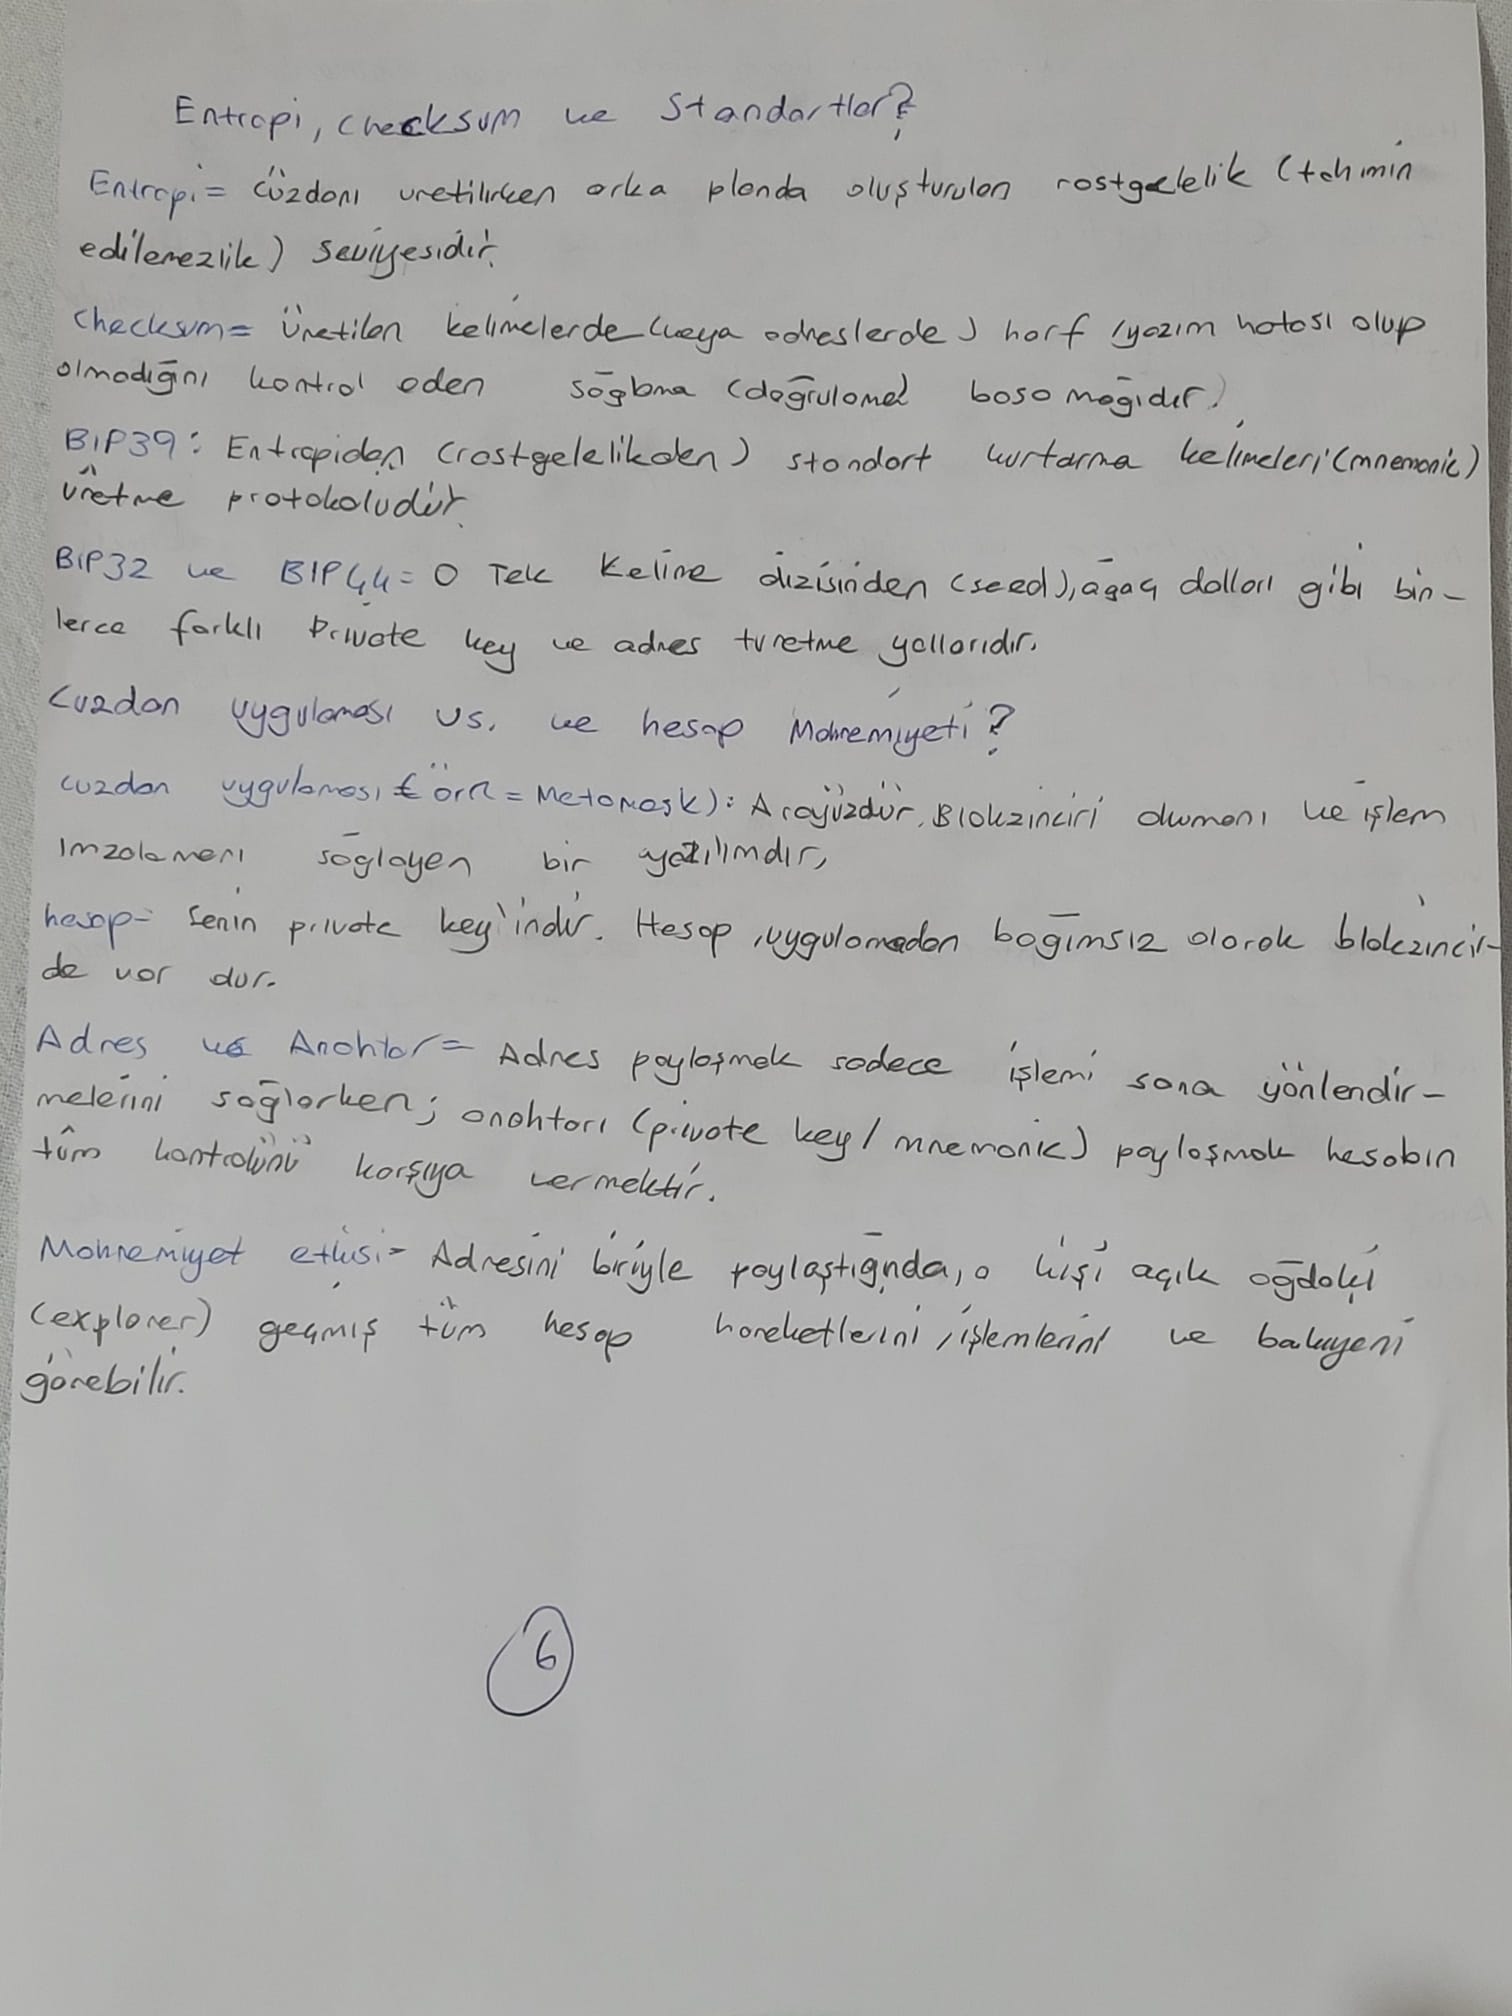 Entropi, checksum ve Standartlar?
Entropi = cüzdanı üretilirken arka planda oluşturulan rastgelelik (tahmin
edilemezlik) seviyesidir.
Checksum = Üretilen kelimelerde (veya adreslerde) harf /yazım hatası olup
olmadığını kontrol eden sağlama (doğrulama) basamağıdır.
BIP39: Entropiden (rastgelelikden) standart kurtarma kelimeleri (mnemonic)
üretme protokolüdür.
BIP32 ve BIP44 = O Tek Kelime dizisinden (seed), ağaç dalları gibi bin-
lerce farklı Private key ve adres türetme yollarıdır.
Cüzdan uygulaması vs. ve hesap Mahremiyeti?
cüzdan uygulaması (örn = Metamask): Arayüzdür. Blokzinciri okumanı ve işlem
imzalamanı sağlayan bir yazılımdır,
hesap = Senin private key'indir. Hesap, uygulamadan bağımsız olarak blokzincir-
de var dır.
Adres ve Anahtar = Adres paylaşmak sadece işlemi sana yönlendir-
melerini sağlarken; anahtarı (private key / mnemonic) paylaşmak hesabın
tüm kontrolünü karşıya vermektir.
Mahremiyet etkisi = Adresini biriyle paylaştığında, o kişi açık ağdaki
(explorer) geçmiş tüm hesap hareketlerini, işlemlerini ve bakiyeni
görebilir.
6